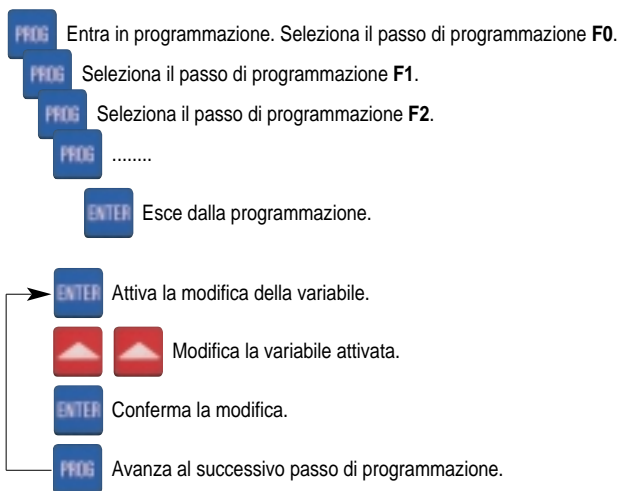 PROG Entra in programmazione. Seleziona il passo di programmazione F0.
PROG Seleziona il passo di programmazione F1.
PROG Seleziona il passo di programmazione F2.
PROG ........
ENTER Esce dalla programmazione.
ENTER Attiva la modifica della variabile.
Modifica la variabile attivata.
ENTER Conferma la modifica.
PROG Avanza al successivo passo di programmazione.